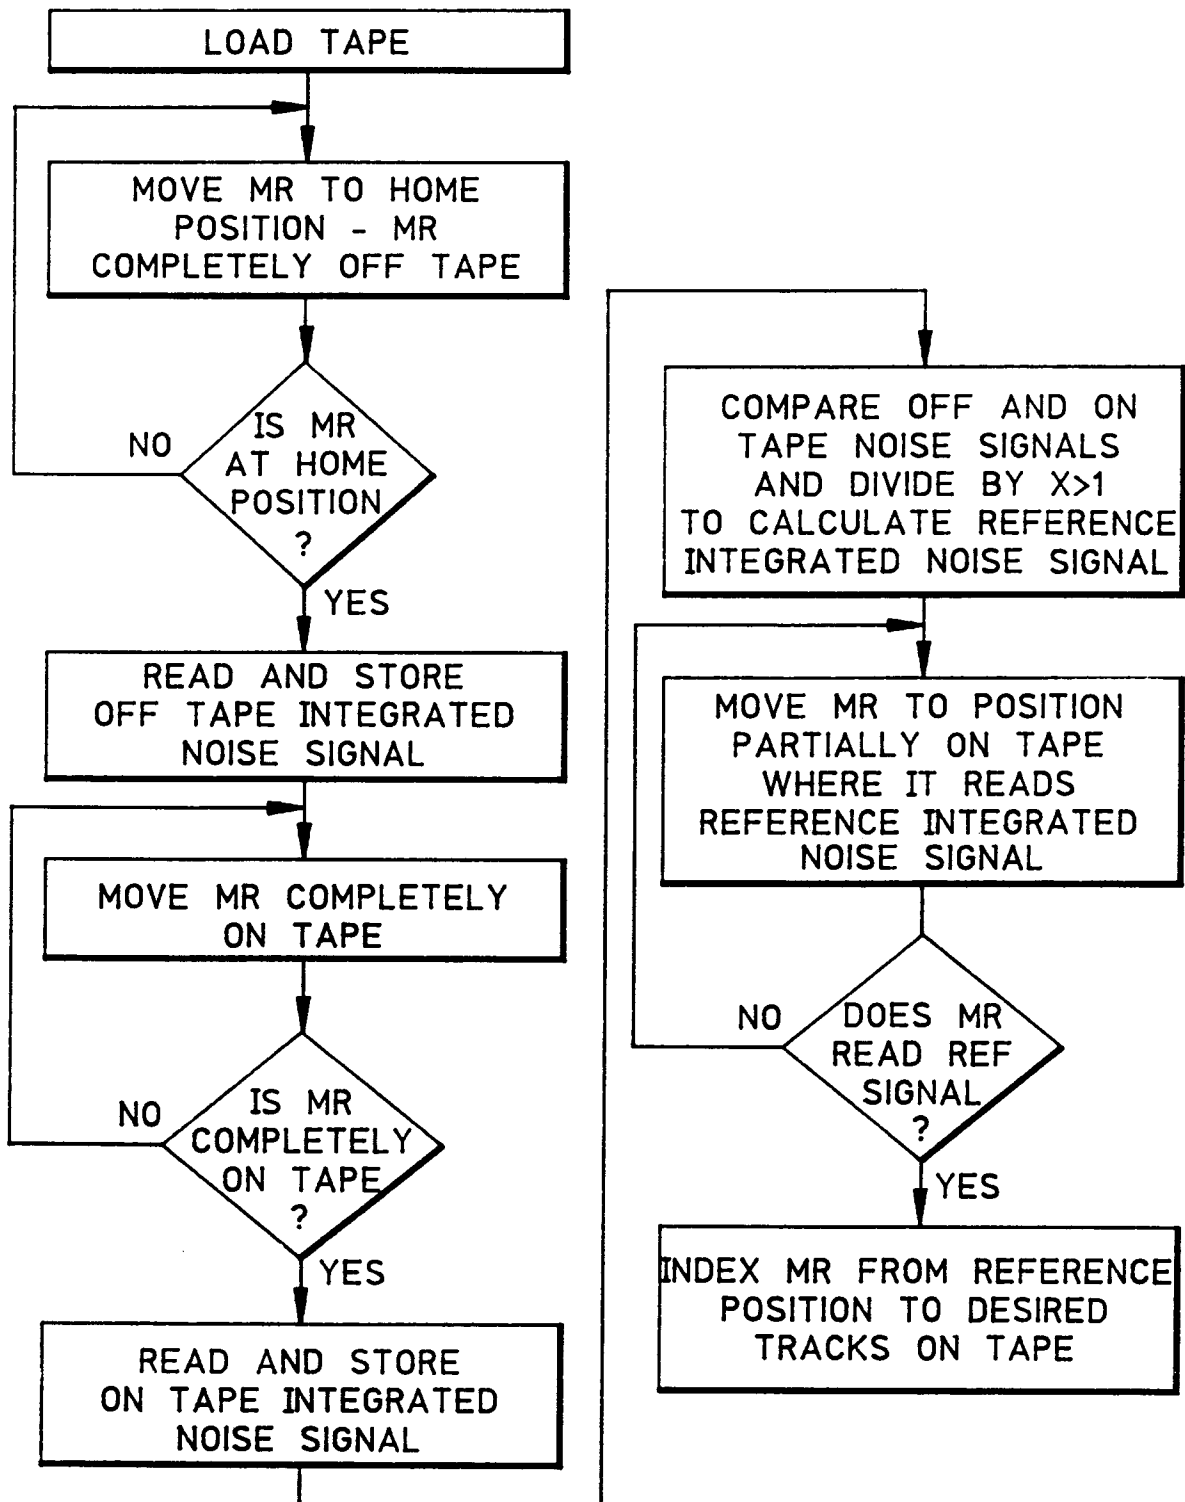 LOAD TAPE
MOVE MR TO HOME
POSITION - MR
COMPLETELY OFF TAPE
IS MR
AT HOME
POSITION
?
NO
YES
READ AND STORE
OFF TAPE INTEGRATED
NOISE SIGNAL
MOVE MR COMPLETELY
ON TAPE
IS MR
COMPLETELY
ON TAPE
?
NO
YES
READ AND STORE
ON TAPE INTEGRATED
NOISE SIGNAL
COMPARE OFF AND ON
TAPE NOISE SIGNALS
AND DIVIDE BY X>1
TO CALCULATE REFERENCE
INTEGRATED NOISE SIGNAL
MOVE MR TO POSITION
PARTIALLY ON TAPE
WHERE IT READS
REFERENCE INTEGRATED
NOISE SIGNAL
DOES MR
READ REF
SIGNAL
?
NO
YES
INDEX MR FROM REFERENCE
POSITION TO DESIRED
TRACKS ON TAPE